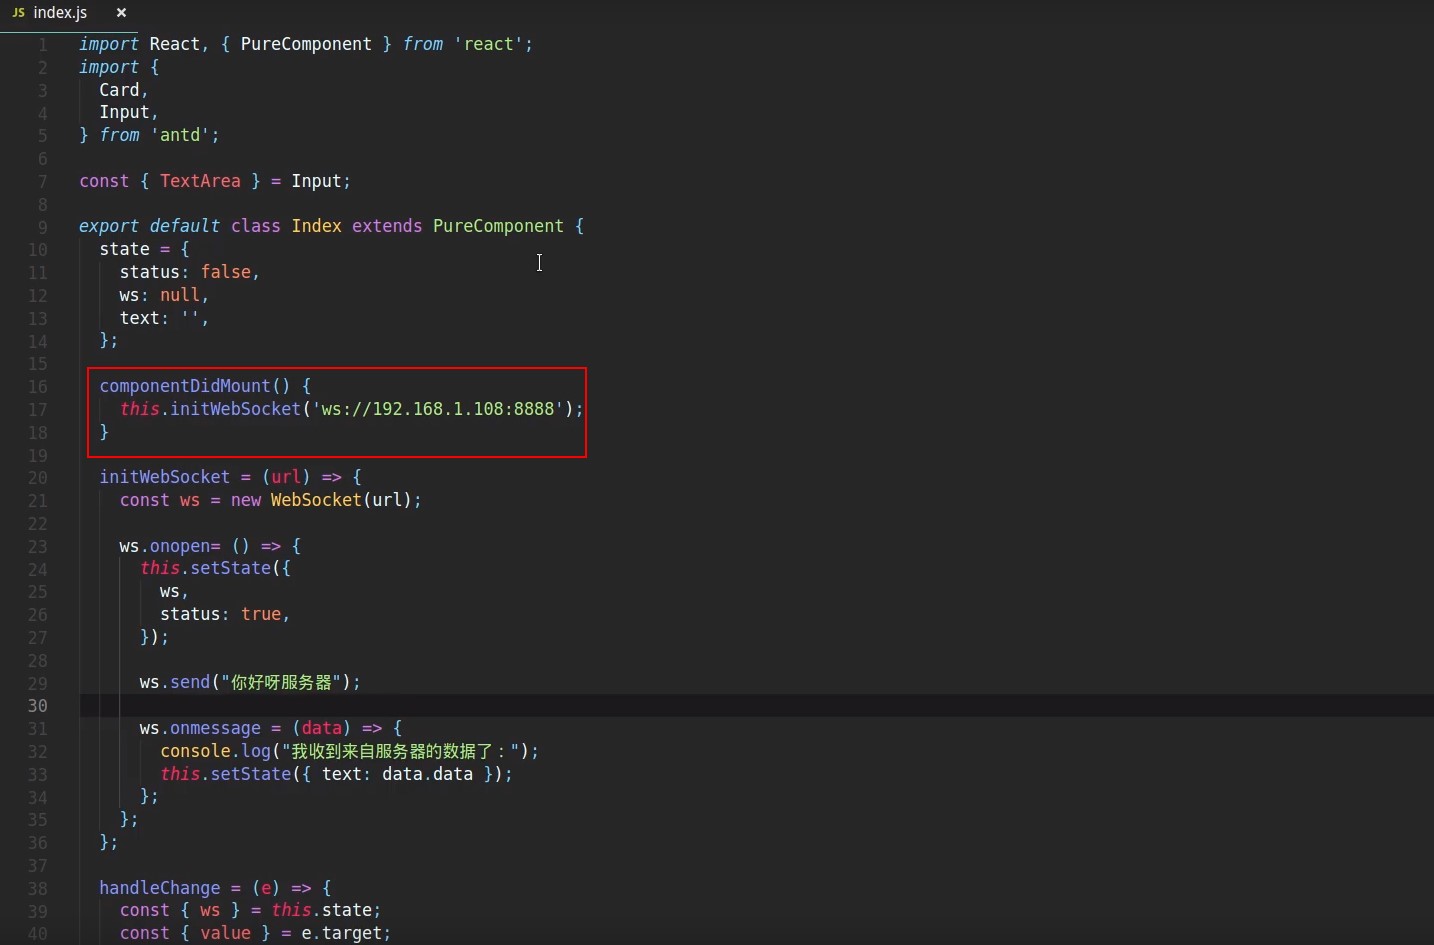 JS index.js ×
1 import React, { PureComponent } from 'react';
2 import {
3   Card,
4   Input,
5 } from 'antd';
6
7 const { TextArea } = Input;
8
9 export default class Index extends PureComponent {
10   state = {
11     status: false,
12     ws: null,
13     text: '',
14   };
15
16   componentDidMount() {
17     this.initWebSocket('ws://192.168.1.108:8888');
18   }
19
20   initWebSocket = (url) => {
21     const ws = new WebSocket(url);
22
23     ws.onopen= () => {
24       this.setState({
25         ws,
26         status: true,
27       });
28
29       ws.send("你好呀服务器");
30
31       ws.onmessage = (data) => {
32         console.log("我收到来自服务器的数据了：");
33         this.setState({ text: data.data });
34       };
35     };
36   };
37
38   handleChange = (e) => {
39     const { ws } = this.state;
40     const { value } = e.target;